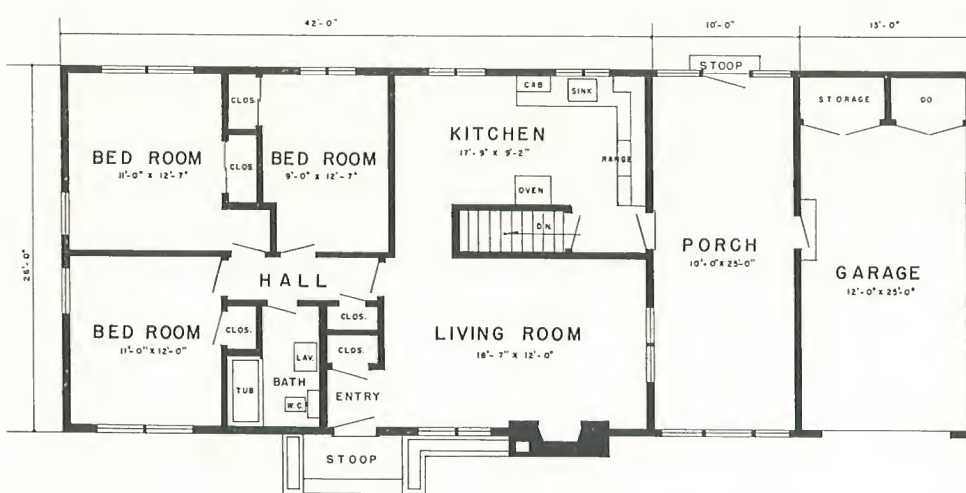 42'-0" 10'-0" 13'-0"
STOOP
CLOS. CAB SINK STORAGE DO
KITCHEN
17'-9" X 9'-2"
BED ROOM
11'-0" X 12'-7"
CLOS.
BED ROOM
9'-0" X 12'-7"
RANGE
OVEN
DN.
26'-0"
PORCH
10'-0" X 25'-0"
GARAGE
12'-0" X 25'-0"
HALL
BED ROOM
11'-0" X 12'-0"
CLOS.
CLOS.
CLOS.
LIVING ROOM
18'-7" X 12'-0"
LAV.
BATH
TUB
W.C.
ENTRY
STOOP